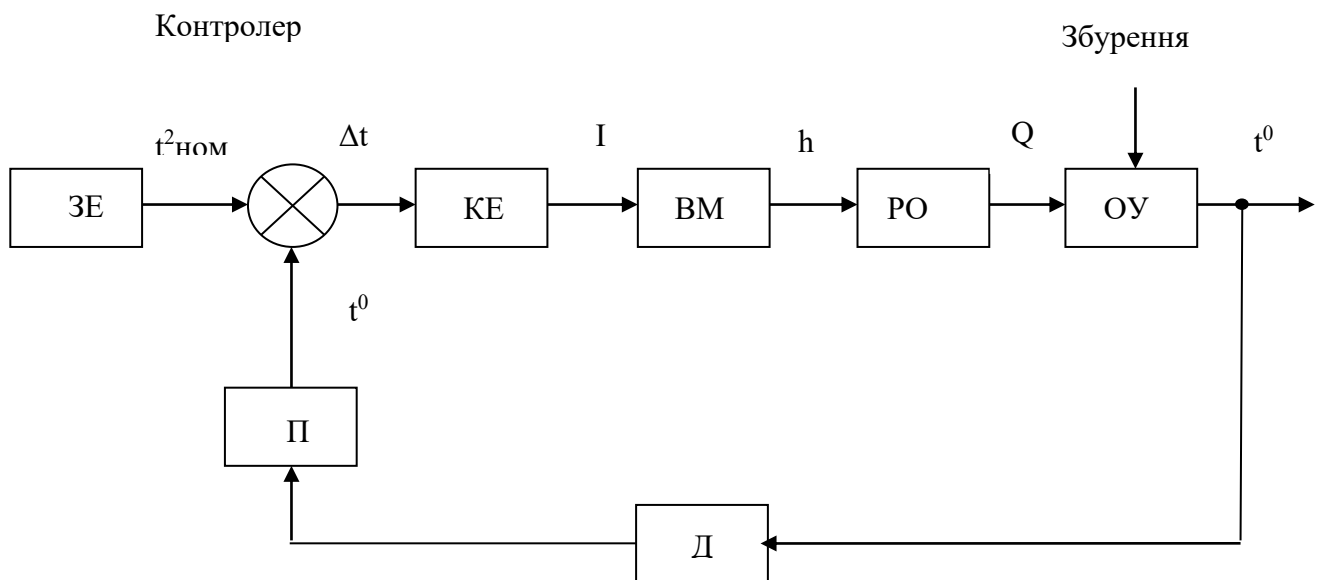 Контролер
Збурення
t²ном Δt I h Q t⁰
ЗЕ КЕ ВМ РО ОУ
t⁰
П
Д